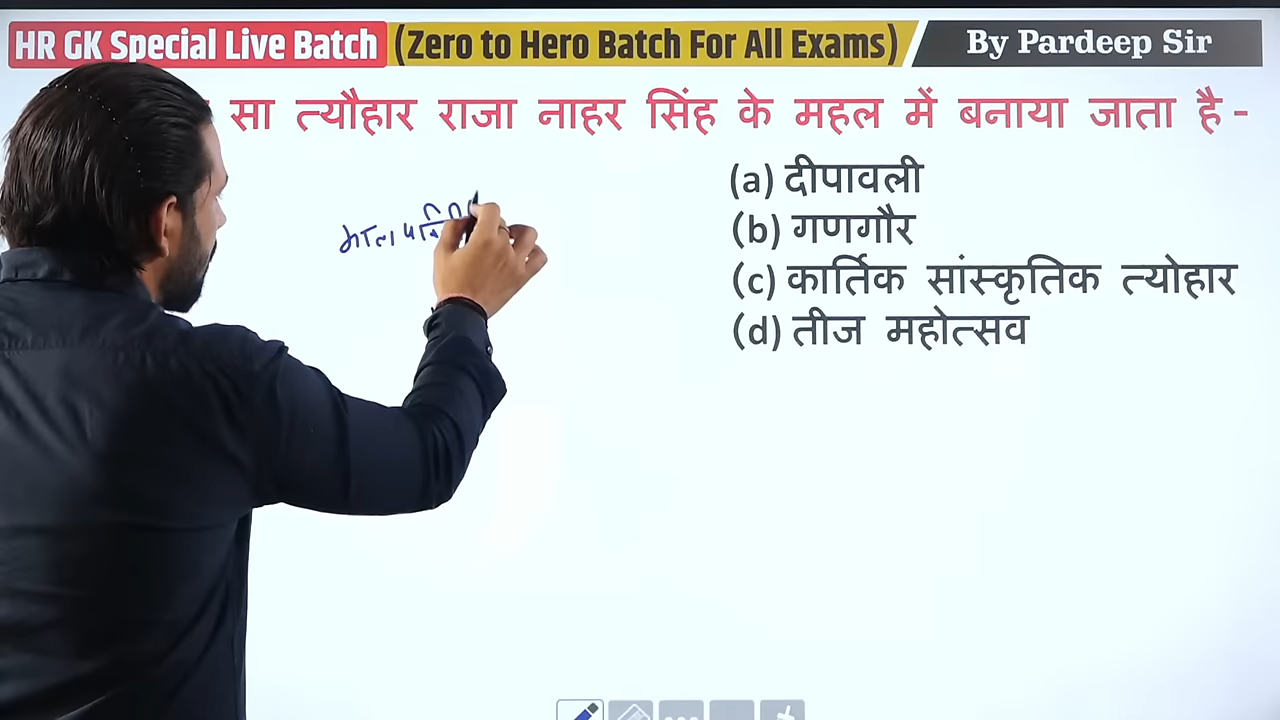 HR GK Special Live Batch (Zero to Hero Batch For All Exams) By Pardeep Sir
सा त्यौहार राजा नाहर सिंह के महल में बनाया जाता है -
(a) दीपावली
(b) गणगौर
(c) कार्तिक सांस्कृतिक त्योहार
(d) तीज महोत्सव